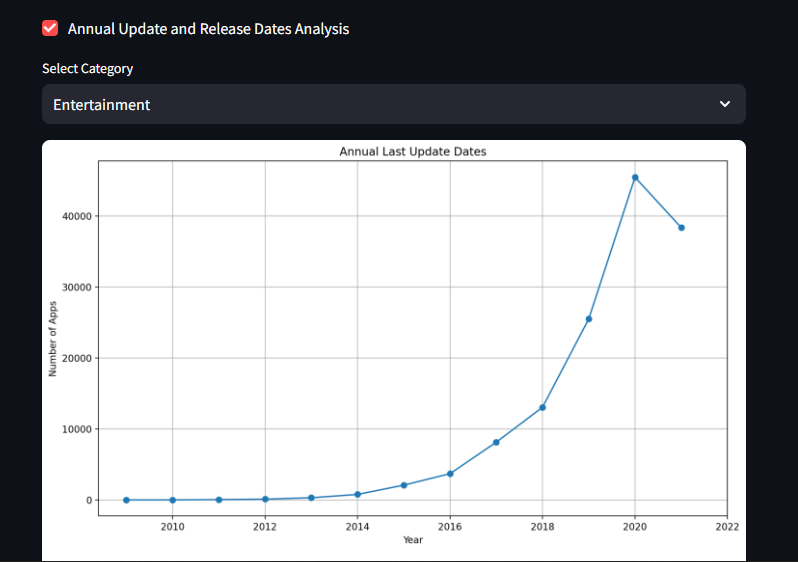 Annual Update and Release Dates Analysis
Select Category
Entertainment
Annual Last Update Dates
40000
30000
20000
10000
0
Number of Apps
2010 2012 2014 2016 2018 2020 2022
Year